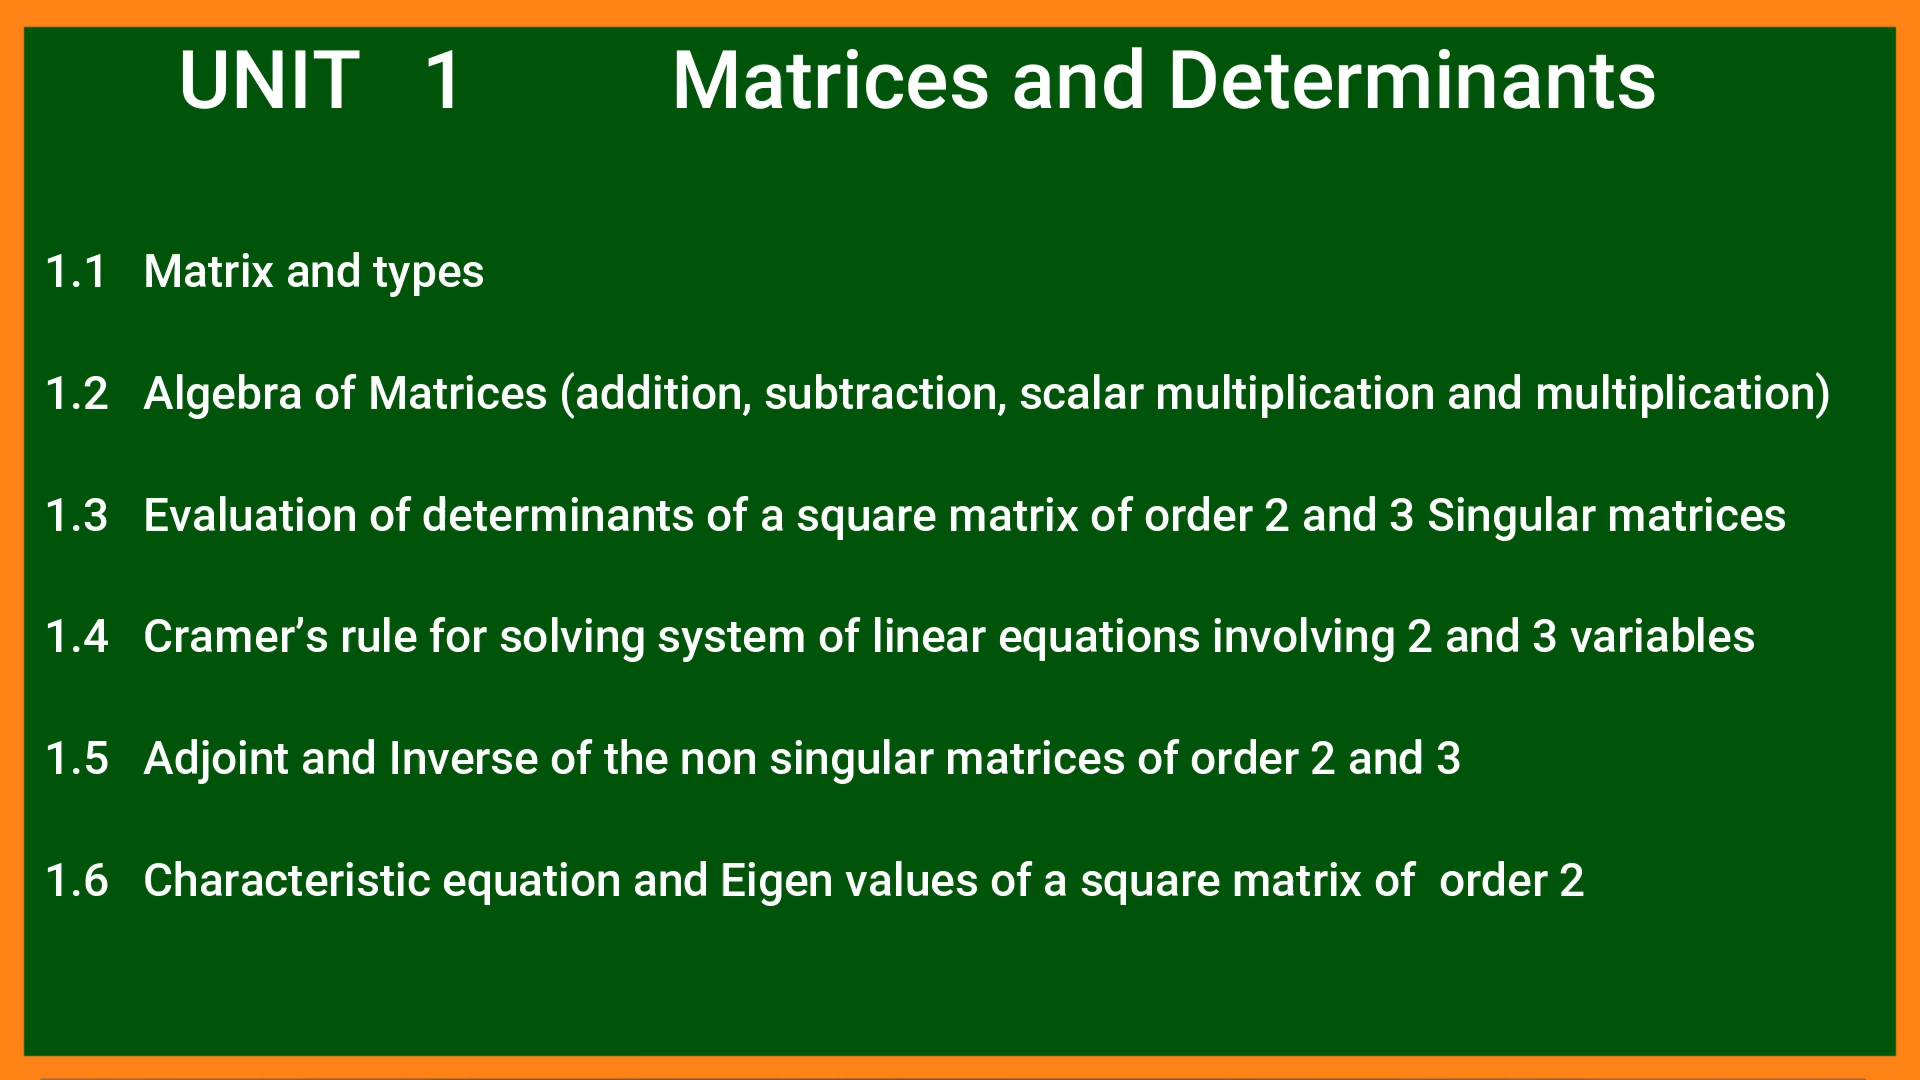 UNIT 1 Matrices and Determinants
1.1 Matrix and types
1.2 Algebra of Matrices (addition, subtraction, scalar multiplication and multiplication)
1.3 Evaluation of determinants of a square matrix of order 2 and 3 Singular matrices
1.4 Cramer’s rule for solving system of linear equations involving 2 and 3 variables
1.5 Adjoint and Inverse of the non singular matrices of order 2 and 3
1.6 Characteristic equation and Eigen values of a square matrix of order 2